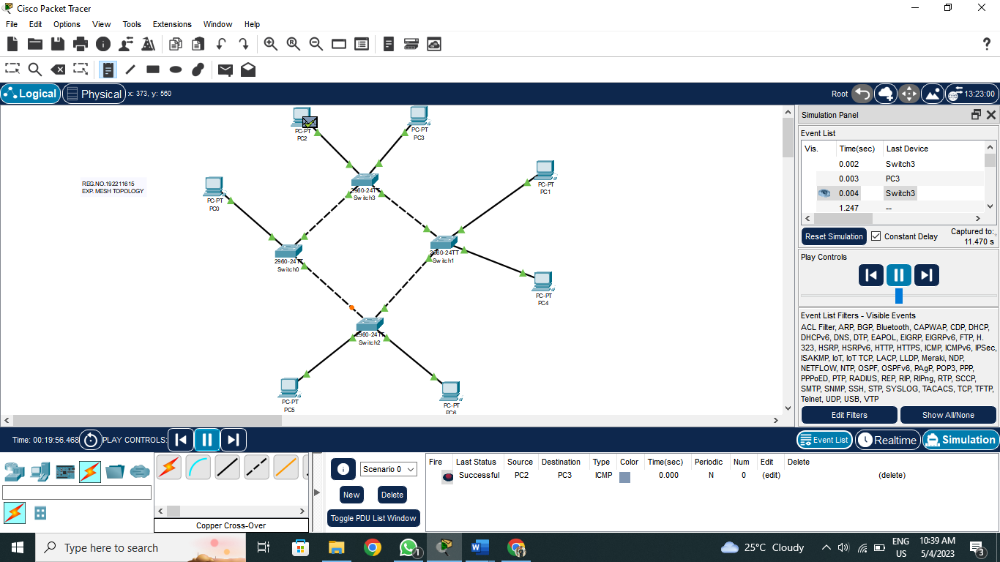 Cisco Packet Tracer
File Edit Options View Tools Extensions Window Help
Logical Physical x: 373, y: 560 Root 13:23:00
PC-PT
PC2
PC-PT
PC3
REG.NO.192211615
EXP. MESH TOPOLOGY
PC-PT
PC0
2960-24TT
Switch3
PC-PT
PC1
2960-24TT
Switch0
2960-24TT
Switch1
PC-PT
PC4
2960-24TT
Switch2
PC-PT
PC5
PC-PT
PC6
Simulation Panel
Event List
Vis. Time(sec) Last Device
0.002 Switch3
0.003 PC3
0.004 Switch3
1.247 --
Reset Simulation Constant Delay Captured to:
11.470 s
Play Controls
Event List Filters - Visible Events
ACL Filter, ARP, BGP, Bluetooth, CAPWAP, CDP, DHCP,
DHCPv6, DNS, DTP, EAPOL, EIGRP, EIGRPv6, FTP, H.
323, HSRP, HSRPv6, HTTP, HTTPS, ICMP, ICMPv6, IPSec,
ISAKMP, IoT, IoT TCP, LACP, LLDP, Meraki, NDP,
NETFLOW, NTP, OSPF, OSPFv6, PAgP, POP3, PPP,
PPPoED, PTP, RADIUS, REP, RIP, RIPng, RTP, SCCP,
SMTP, SNMP, SSH, STP, SYSLOG, TACACS, TCP, TFTP,
Telnet, UDP, USB, VTP
Edit Filters Show All/None
Time: 00:19:56.468 PLAY CONTROLS: Event List Realtime Simulation
Scenario 0
New Delete
Toggle PDU List Window
Copper Cross-Over
Fire Last Status Source Destination Type Color Time(sec) Periodic Num Edit Delete
Successful PC2 PC3 ICMP 0.000 N 0 (edit) (delete)
Type here to search
1
25°C Cloudy
ENG
US
10:39 AM
5/4/2023
3